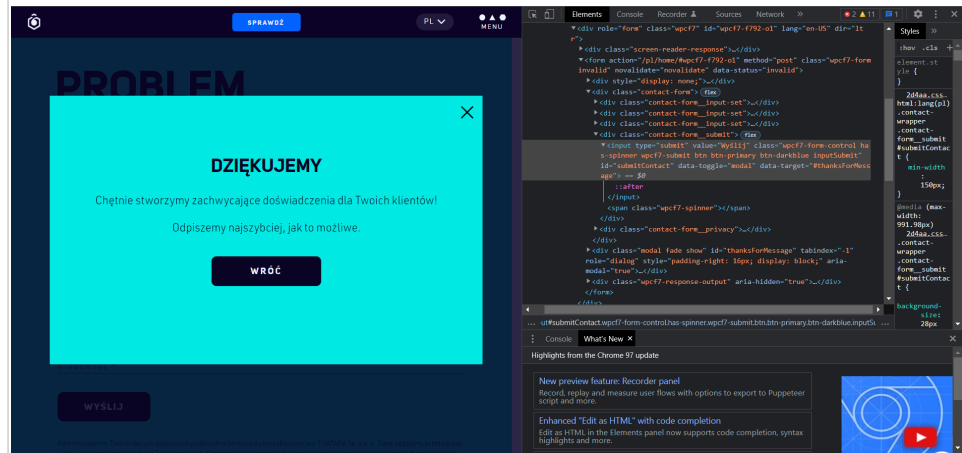 SPRAWDŹ
PL
MENU
PROBLEM
DZIĘKUJEMY
Chętnie stworzymy zachwycające doświadczenia dla Twoich klientów!
Odpiszemy najszybciej, jak to możliwe.
WRÓĆ
WYŚLIJ
Elements Console Recorder Sources Network » 2 11 1
<div role="form" class="wpcf7" id="wpcf7-f792-o1" lang="en-US" dir="lt
r">
<div class="screen-reader-response">…</div>
<form action="/pl/home/#wpcf7-f792-o1" method="post" class="wpcf7-form
invalid" novalidate="novalidate" data-status="invalid">
<div style="display: none;">…</div>
<div class="contact-form"> flex
<div class="contact-form__input-set">…</div>
<div class="contact-form__input-set">…</div>
<div class="contact-form__input-set">…</div>
<div class="contact-form__submit"> flex
<input type="submit" value="Wyślij" class="wpcf7-form-control ha
s-spinner wpcf7-submit btn btn-primary btn-darkblue inputSubmit"
id="submitContact" data-toggle="modal" data-target="#thanksForMess
age"> == $0
::after
</input>
<span class="wpcf7-spinner"></span>
</div>
<div class="contact-form__privacy">…</div>
</div>
<div class="modal fade show" id="thanksForMessage" tabindex="-1"
role="dialog" style="padding-right: 16px; display: block;" aria-
modal="true">…</div>
<div class="wpcf7-response-output" aria-hidden="true">…</div>
</form>
</div>
… ut#submitContact.wpcf7-form-control.has-spinner.wpcf7-submit.btn.btn-primary.btn-darkblue.inputSu …
Styles »
:hov .cls +
element.st
yle {
}
2d4aa.css…
html:lang(pl)
.contact-
wrapper
.contact-
form__submit
#submitContac
t {
min-width
:
150px;
}
@media (max-
width:
991.98px)
2d4aa.css…
.contact-
wrapper
.contact-
form__submit
#submitContac
t {
background-
size:
28px
Console What's New ×
Highlights from the Chrome 97 update
New preview feature: Recorder panel
Record, replay and measure user flows with options to export to Puppeteer
script and more.
Enhanced "Edit as HTML" with code completion
Edit as HTML in the Elements panel now supports code completion, syntax
highlights and more.